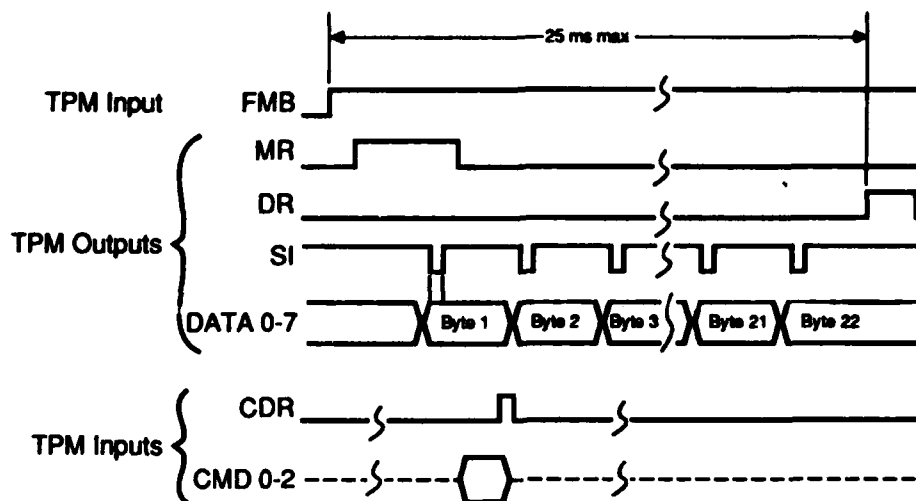 25 ms max
TPM Input FMB
MR
DR
TPM Outputs
SI
DATA 0-7 Byte 1 Byte 2 Byte 3 Byte 21 Byte 22
CDR
TPM Inputs
CMD 0-2